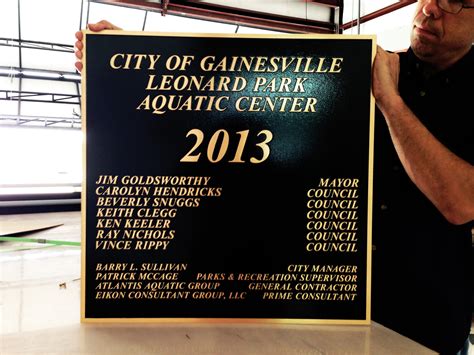 CITY OF GAINESVILLE
LEONARD PARK
AQUATIC CENTER
2013
JIM GOLDSWORTHY MAYOR
CAROLYN HENDRICKS COUNCIL
BEVERLY SNUGGS COUNCIL
KEITH CLEGG COUNCIL
KEN KEELER COUNCIL
RAY NICHOLS COUNCIL
VINCE RIPPY COUNCIL
BARRY L. SULLIVAN CITY MANAGER
PATRICK MCCAGE PARKS & RECREATION SUPERVISOR
ATLANTIS AQUATIC GROUP GENERAL CONTRACTOR
EIKON CONSULTANT GROUP, LLC PRIME CONSULTANT